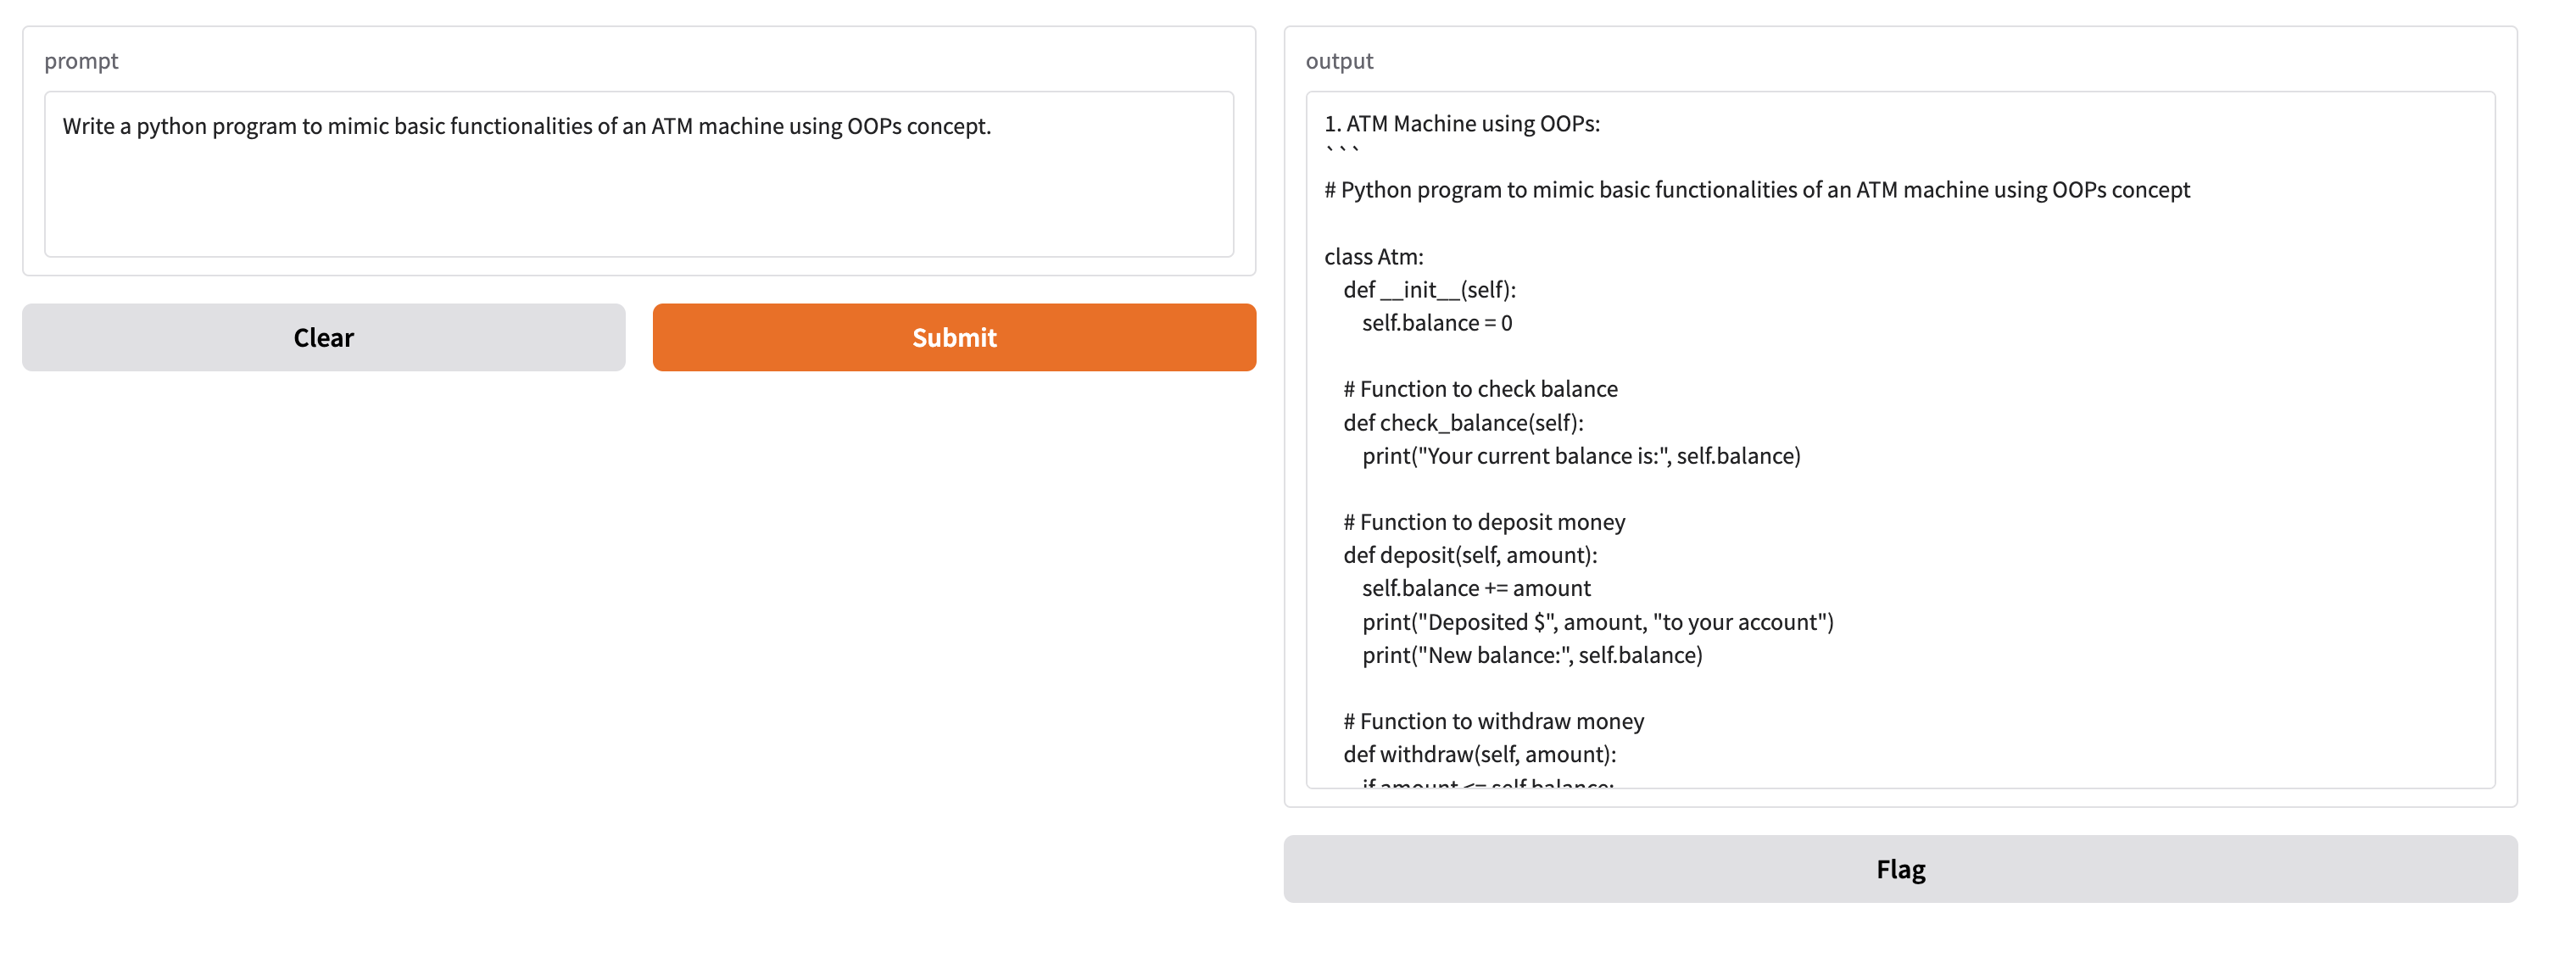 prompt
Write a python program to mimic basic functionalities of an ATM machine using OOPs concept.
Clear
Submit
output
1. ATM Machine using OOPs:
```
# Python program to mimic basic functionalities of an ATM machine using OOPs concept
class Atm:
def __init__(self):
self.balance = 0
# Function to check balance
def check_balance(self):
print("Your current balance is:", self.balance)
# Function to deposit money
def deposit(self, amount):
self.balance += amount
print("Deposited $", amount, "to your account")
print("New balance:", self.balance)
# Function to withdraw money
def withdraw(self, amount):
if amount <= self.balance:
Flag